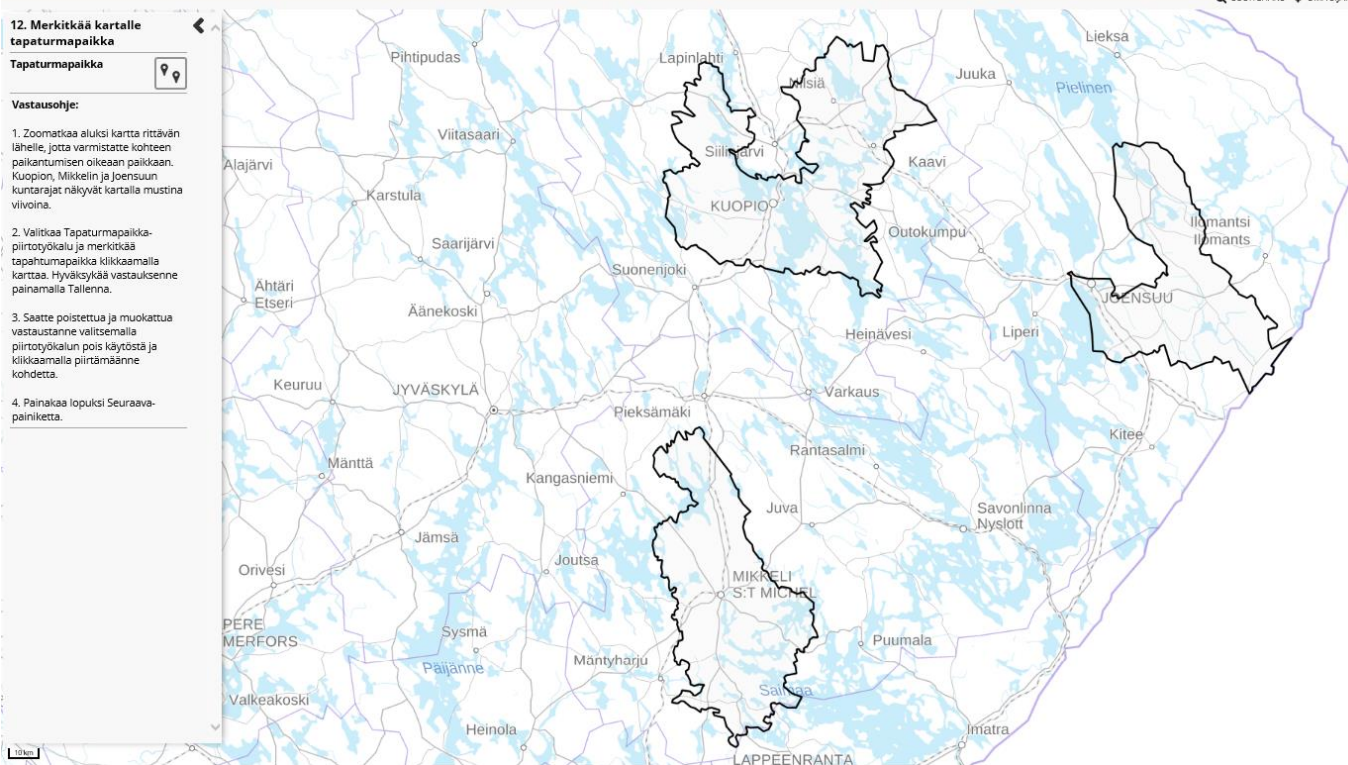 12. Merkitkää kartalle
tapaturmapaikka
Tapaturmapaikka
Vastausohje:
1. Zoomatkaa aluksi kartta rittävän
lähelle, jotta varmistatte kohteen
paikantumisen oikeaan paikkaan.
Kuopion, Mikkelin ja Joensuun
kuntarajat näkyvät kartalla mustina
viivoina.
2. Valitkaa Tapaturmapaikka-
piirtotyökalu ja merkitkää
tapahtumapaikka klikkaamalla
karttaa. Hyväksykää vastauksenne
painamalla Tallenna.
3. Saatte poistettua ja muokattua
vastaustanne valitsemalla
piirtotyökalun pois käytöstä ja
klikkaamalla piirtämäänne
kohdetta.
4. Painakaa lopuksi Seuraava-
painiketta.
10 km
Lieksa
Pihtipudas
Lapinlahti
Nilsiä
Juuka
Pielinen
Viitasaari
Siilinjärvi
Alajärvi
Kaavi
Karstula
KUOPIO
Ilomantsi
Ilomants
Outokumpu
Saarijärvi
Suonenjoki
Ähtäri
Etseri
JOENSUU
Äänekoski
Liperi
Heinävesi
Keuruu
JYVÄSKYLÄ
Varkaus
Pieksämäki
Kitee
Rantasalmi
Mänttä
Kangasniemi
Juva
Savonlinna
Nyslott
Jämsä
Joutsa
Orivesi
MIKKELI
S:T MICHEL
PERE
MERFORS
Sysmä
Puumala
Mäntyharju
Päijänne
Saimaa
Valkeakoski
Heinola
Imatra
LAPPEENRANTA